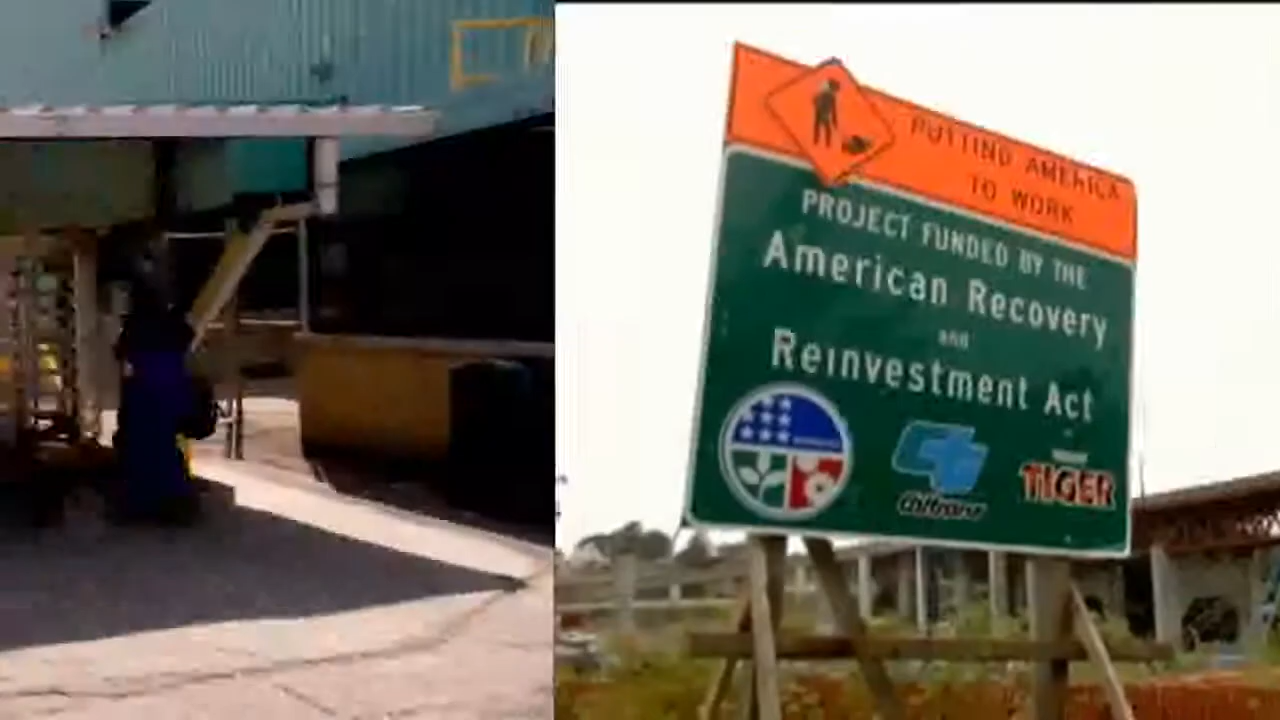 PUTTING AMERICA
TO WORK
PROJECT FUNDED BY THE
American Recovery
and
Reinvestment Act
Caltrans
TIGER